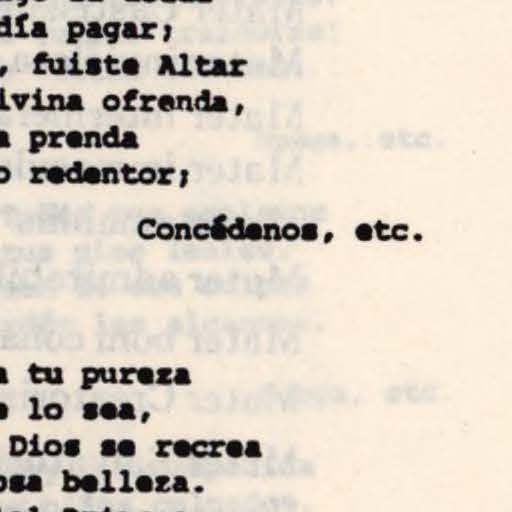 día pagar;
, fuiste Altar
ivina ofrenda,
a prenda
o redentor;
Concédenos, etc.
a tu pureza
e lo sea,
Dios se recrea
osa belleza.